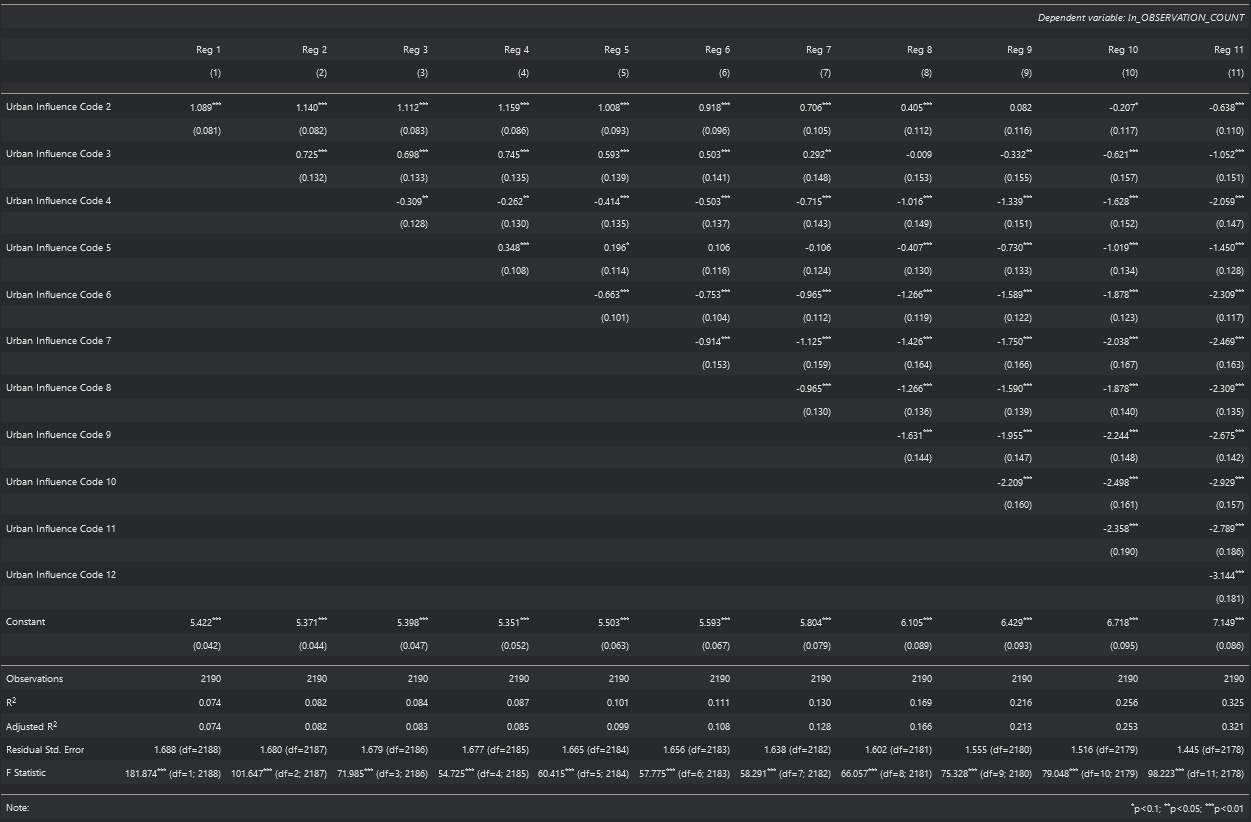 Dependent variable: ln_OBSERVATION_COUNT
Reg 1 Reg 2 Reg 3 Reg 4 Reg 5 Reg 6 Reg 7 Reg 8 Reg 9 Reg 10 Reg 11
(1) (2) (3) (4) (5) (6) (7) (8) (9) (10) (11)
Urban Influence Code 2 1.089*** 1.140*** 1.112*** 1.159*** 1.008*** 0.918*** 0.706*** 0.405*** 0.082 -0.207* -0.638***
(0.081) (0.082) (0.083) (0.086) (0.093) (0.096) (0.105) (0.112) (0.116) (0.117) (0.110)
Urban Influence Code 3 0.725*** 0.698*** 0.745*** 0.593*** 0.503*** 0.292** -0.009 -0.332** -0.621*** -1.052***
(0.132) (0.133) (0.135) (0.139) (0.141) (0.148) (0.153) (0.155) (0.157) (0.151)
Urban Influence Code 4 -0.309** -0.262** -0.414*** -0.503*** -0.715*** -1.016*** -1.339*** -1.628*** -2.059***
(0.128) (0.130) (0.135) (0.137) (0.143) (0.149) (0.151) (0.152) (0.147)
Urban Influence Code 5 0.348*** 0.196* 0.106 -0.106 -0.407*** -0.730*** -1.019*** -1.450***
(0.108) (0.114) (0.116) (0.124) (0.130) (0.133) (0.134) (0.128)
Urban Influence Code 6 -0.663*** -0.753*** -0.965*** -1.266*** -1.589*** -1.878*** -2.309***
(0.101) (0.104) (0.112) (0.119) (0.122) (0.123) (0.117)
Urban Influence Code 7 -0.914*** -1.125*** -1.426*** -1.750*** -2.038*** -2.469***
(0.153) (0.159) (0.164) (0.166) (0.167) (0.163)
Urban Influence Code 8 -0.965*** -1.266*** -1.590*** -1.878*** -2.309***
(0.130) (0.136) (0.139) (0.140) (0.135)
Urban Influence Code 9 -1.631*** -1.955*** -2.244*** -2.675***
(0.144) (0.147) (0.148) (0.142)
Urban Influence Code 10 -2.209*** -2.498*** -2.929***
(0.160) (0.161) (0.157)
Urban Influence Code 11 -2.358*** -2.789***
(0.190) (0.186)
Urban Influence Code 12 -3.144***
(0.181)
Constant 5.422*** 5.371*** 5.398*** 5.351*** 5.503*** 5.593*** 5.804*** 6.105*** 6.429*** 6.718*** 7.149***
(0.042) (0.044) (0.047) (0.052) (0.063) (0.067) (0.079) (0.089) (0.093) (0.095) (0.086)
Observations 2190 2190 2190 2190 2190 2190 2190 2190 2190 2190 2190
R2 0.074 0.082 0.084 0.087 0.101 0.111 0.130 0.169 0.216 0.256 0.325
Adjusted R2 0.074 0.082 0.083 0.085 0.099 0.108 0.128 0.166 0.213 0.253 0.321
Residual Std. Error 1.688 (df=2188) 1.680 (df=2187) 1.679 (df=2186) 1.677 (df=2185) 1.665 (df=2184) 1.656 (df=2183) 1.638 (df=2182) 1.602 (df=2181) 1.555 (df=2180) 1.516 (df=2179) 1.445 (df=2178)
F Statistic 181.874*** (df=1; 2188) 101.647*** (df=2; 2187) 71.985*** (df=3; 2186) 54.725*** (df=4; 2185) 60.415*** (df=5; 2184) 57.775*** (df=6; 2183) 58.291*** (df=7; 2182) 66.057*** (df=8; 2181) 75.328*** (df=9; 2180) 79.048*** (df=10; 2179) 98.223*** (df=11; 2178)
Note: *p<0.1; **p<0.05; ***p<0.01